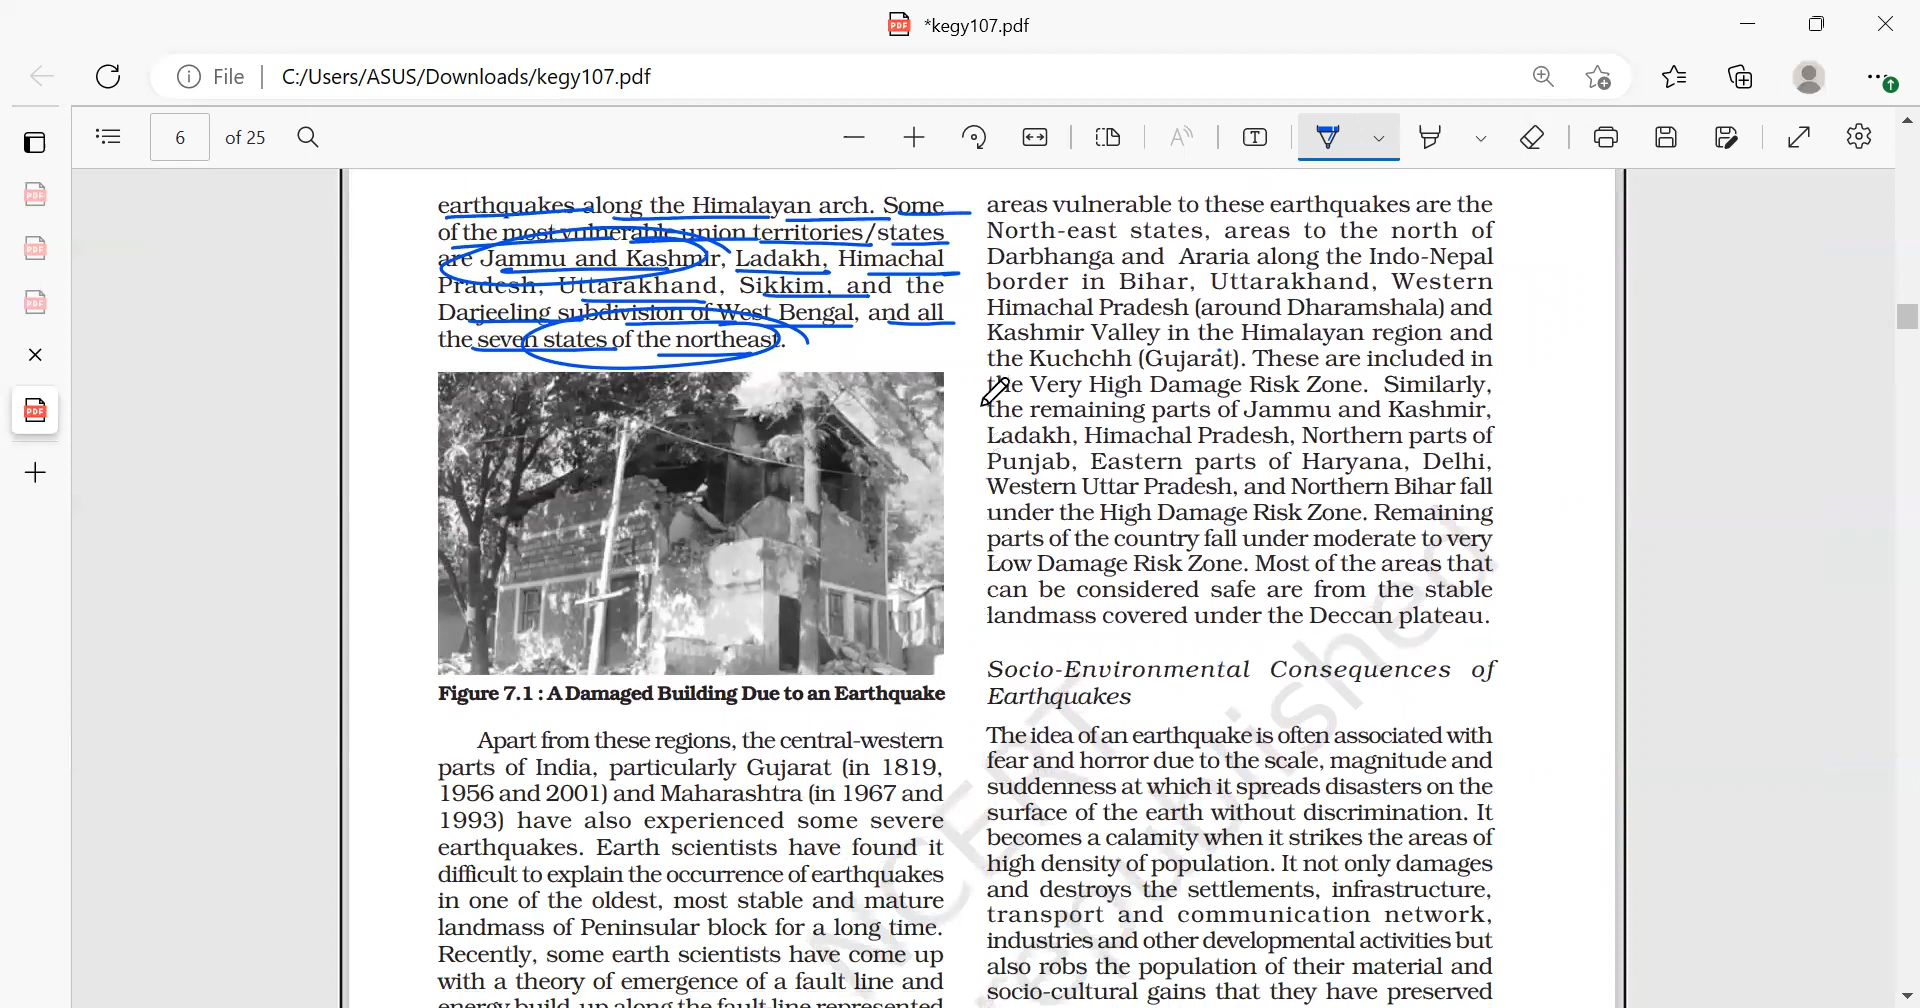 *kegy107.pdf
File
C:/Users/ASUS/Downloads/kegy107.pdf
6 of 25
earthquakes along the Himalayan arch. Some
of the most vulnerable union territories/states
are Jammu and Kashmir, Ladakh, Himachal
Pradesh, Uttarakhand, Sikkim, and the
Darjeeling subdivision of West Bengal, and all
the seven states of the northeast.
Figure 7.1 : A Damaged Building Due to an Earthquake
Apart from these regions, the central-western
parts of India, particularly Gujarat (in 1819,
1956 and 2001) and Maharashtra (in 1967 and
1993) have also experienced some severe
earthquakes. Earth scientists have found it
difficult to explain the occurrence of earthquakes
in one of the oldest, most stable and mature
landmass of Peninsular block for a long time.
Recently, some earth scientists have come up
with a theory of emergence of a fault line and
energy build-up along the fault line represented
areas vulnerable to these earthquakes are the
North-east states, areas to the north of
Darbhanga and Araria along the Indo-Nepal
border in Bihar, Uttarakhand, Western
Himachal Pradesh (around Dharamshala) and
Kashmir Valley in the Himalayan region and
the Kuchchh (Gujarat). These are included in
the Very High Damage Risk Zone. Similarly,
the remaining parts of Jammu and Kashmir,
Ladakh, Himachal Pradesh, Northern parts of
Punjab, Eastern parts of Haryana, Delhi,
Western Uttar Pradesh, and Northern Bihar fall
under the High Damage Risk Zone. Remaining
parts of the country fall under moderate to very
Low Damage Risk Zone. Most of the areas that
can be considered safe are from the stable
landmass covered under the Deccan plateau.
Socio-Environmental Consequences of
Earthquakes
The idea of an earthquake is often associated with
fear and horror due to the scale, magnitude and
suddenness at which it spreads disasters on the
surface of the earth without discrimination. It
becomes a calamity when it strikes the areas of
high density of population. It not only damages
and destroys the settlements, infrastructure,
transport and communication network,
industries and other developmental activities but
also robs the population of their material and
socio-cultural gains that they have preserved
NCERT
republished